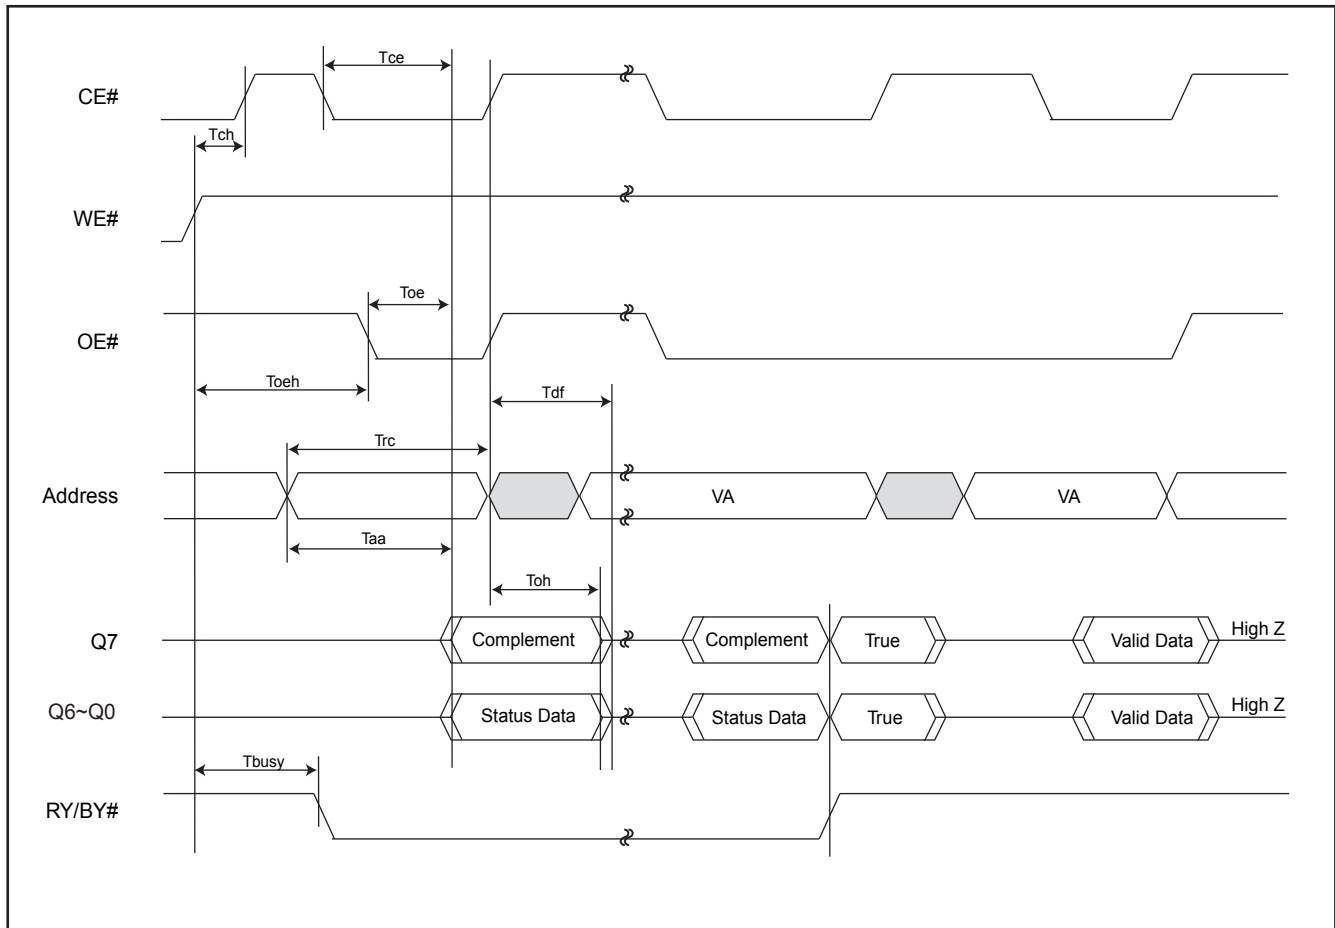 Tce
CE#
Tch
WE#
Toe
OE#
Toeh
Tdf
Trc
Address
VA
VA
Taa
Toh
Q7
Complement
Complement
True
Valid Data
High Z
Q6~Q0
Status Data
Status Data
True
Valid Data
High Z
Tbusy
RY/BY#